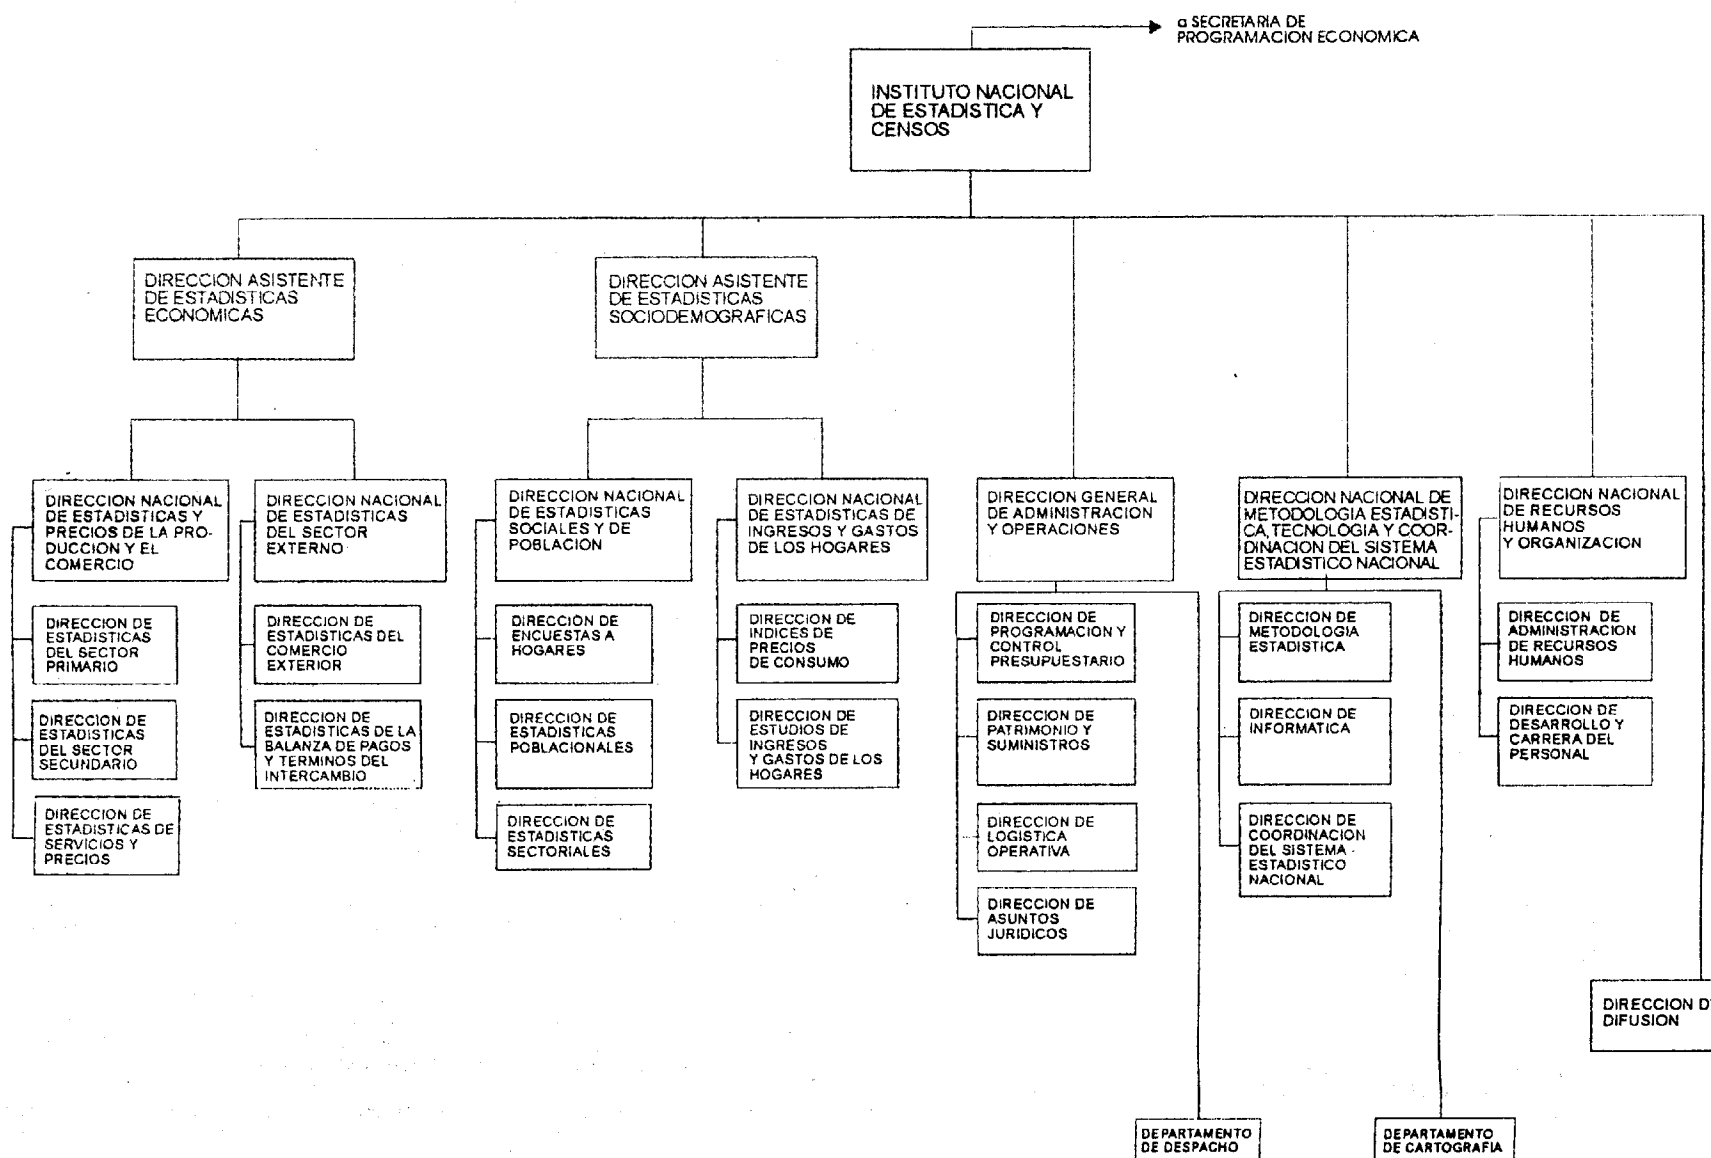 a SECRETARIA DE
PROGRAMACION ECONOMICA
INSTITUTO NACIONAL
DE ESTADISTICA Y
CENSOS
DIRECCION ASISTENTE
DE ESTADISTICAS
ECONOMICAS
DIRECCION ASISTENTE
DE ESTADISTICAS
SOCIODEMOGRAFICAS
DIRECCION NACIONAL
DE ESTADISTICAS Y
PRECIOS DE LA PRO-
DUCCION Y EL
COMERCIO
DIRECCION NACIONAL
DE ESTADISTICAS
DEL SECTOR
EXTERNO
DIRECCION NACIONAL
DE ESTADISTICAS
SOCIALES Y DE
POBLACION
DIRECCION NACIONAL
DE ESTADISTICAS DE
INGRESOS Y GASTOS
DE LOS HOGARES
DIRECCION GENERAL
DE ADMINISTRACION
Y OPERACIONES
DIRECCION NACIONAL DE
METODOLOGIA ESTADISTI-
CA, TECNOLOGIA Y COOR-
DINACION DEL SISTEMA
ESTADISTICO NACIONAL
DIRECCION NACIONAL
DE RECURSOS
HUMANOS
Y ORGANIZACION
DIRECCION DE
ESTADISTICAS
DEL SECTOR
PRIMARIO
DIRECCION DE
ESTADISTICAS DEL
COMERCIO
EXTERIOR
DIRECCION DE
ENCUESTAS A
HOGARES
DIRECCION DE
INDICES DE
PRECIOS
DE CONSUMO
DIRECCION DE
PROGRAMACION Y
CONTROL
PRESUPUESTARIO
DIRECCION DE
METODOLOGIA
ESTADISTICA
DIRECCION DE
ADMINISTRACION
DE RECURSOS
HUMANOS
DIRECCION DE
ESTADISTICAS
DEL SECTOR
SECUNDARIO
DIRECCION DE
ESTADISTICAS DE LA
BALANZA DE PAGOS
Y TERMINOS DEL
INTERCAMBIO
DIRECCION DE
ESTADISTICAS
POBLACIONALES
DIRECCION DE
ESTUDIOS DE
INGRESOS
Y GASTOS DE LOS
HOGARES
DIRECCION DE
PATRIMONIO Y
SUMINISTROS
DIRECCION DE
INFORMATICA
DIRECCION DE
DESARROLLO Y
CARRERA DEL
PERSONAL
DIRECCION DE
ESTADISTICAS DE
SERVICIOS Y
PRECIOS
DIRECCION DE
ESTADISTICAS
SECTORIALES
DIRECCION DE
LOGISTICA
OPERATIVA
DIRECCION DE
COORDINACION
DEL SISTEMA
ESTADISTICO
NACIONAL
DIRECCION DE
ASUNTOS
JURIDICOS
DIRECCION
DIFUSION
DEPARTAMENTO
DE DESPACHO
DEPARTAMENTO
DE CARTOGRAFIA